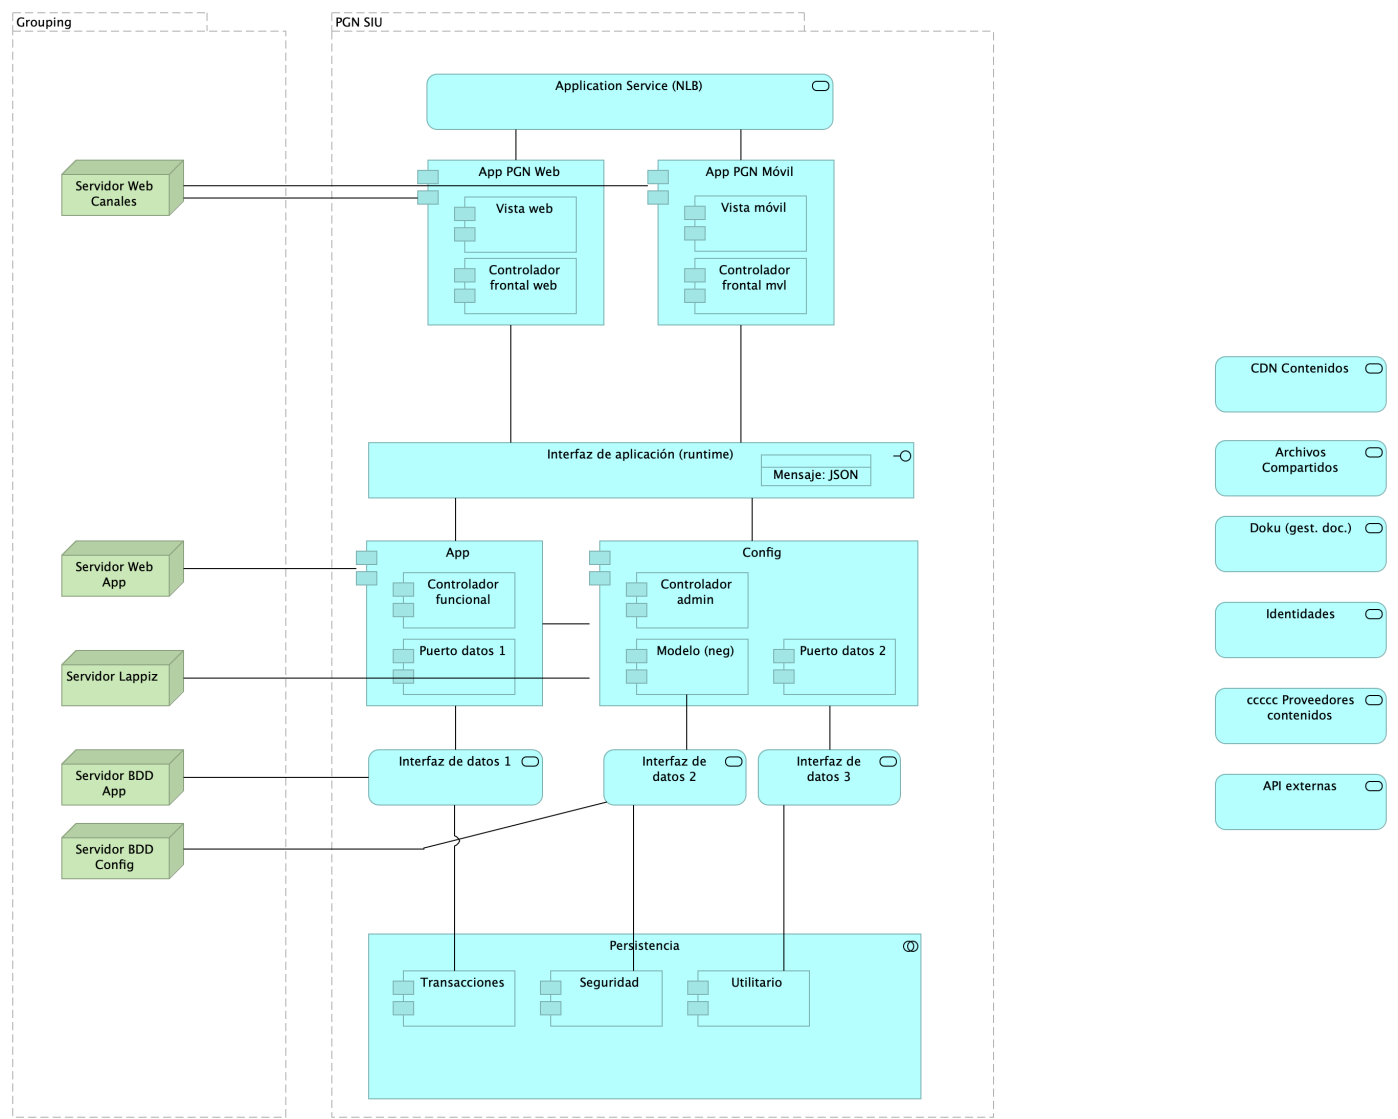 Grouping
PGN SIU
Application Service (NLB)
Servidor Web
Canales
App PGN Web
App PGN Móvil
Vista web
Vista móvil
Controlador
frontal web
Controlador
frontal mvl
CDN Contenidos
Interfaz de aplicación (runtime)
Mensaje: JSON
Archivos
Compartidos
Doku (gest. doc.)
Servidor Web
App
App
Config
Controlador
funcional
Controlador
admin
Identidades
Servidor Lappiz
Puerto datos 1
Modelo (neg)
Puerto datos 2
ccccc Proveedores
contenidos
Servidor BDD
App
Interfaz de datos 1
Interfaz de
datos 2
Interfaz de
datos 3
API externas
Servidor BDD
Config
Persistencia
Transacciones
Seguridad
Utilitario